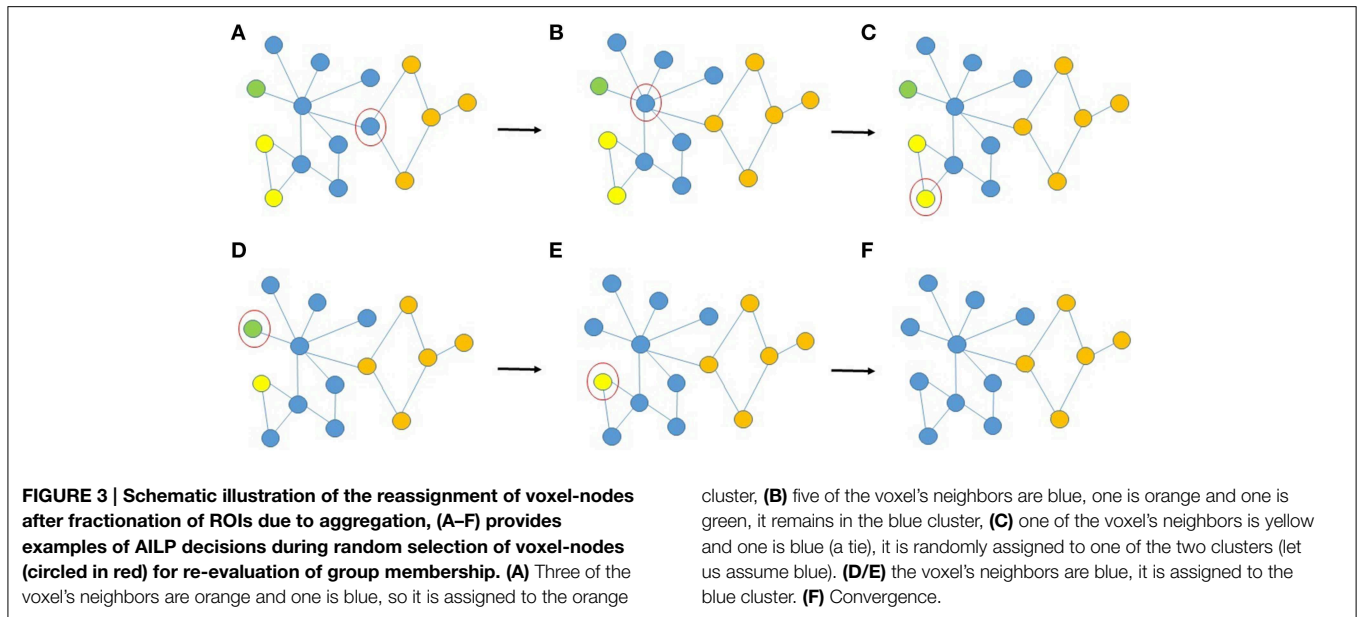 A
B
C
D
E
F
FIGURE 3 | Schematic illustration of the reassignment of voxel-nodes
after fractionation of ROIs due to aggregation, (A–F) provides
examples of AILP decisions during random selection of voxel-nodes
(circled in red) for re-evaluation of group membership. (A) Three of the
voxel's neighbors are orange and one is blue, so it is assigned to the orange
cluster, (B) five of the voxel's neighbors are blue, one is orange and one is
green, it remains in the blue cluster, (C) one of the voxel's neighbors is yellow
and one is blue (a tie), it is randomly assigned to one of the two clusters (let
us assume blue). (D/E) the voxel's neighbors are blue, it is assigned to the
blue cluster. (F) Convergence.